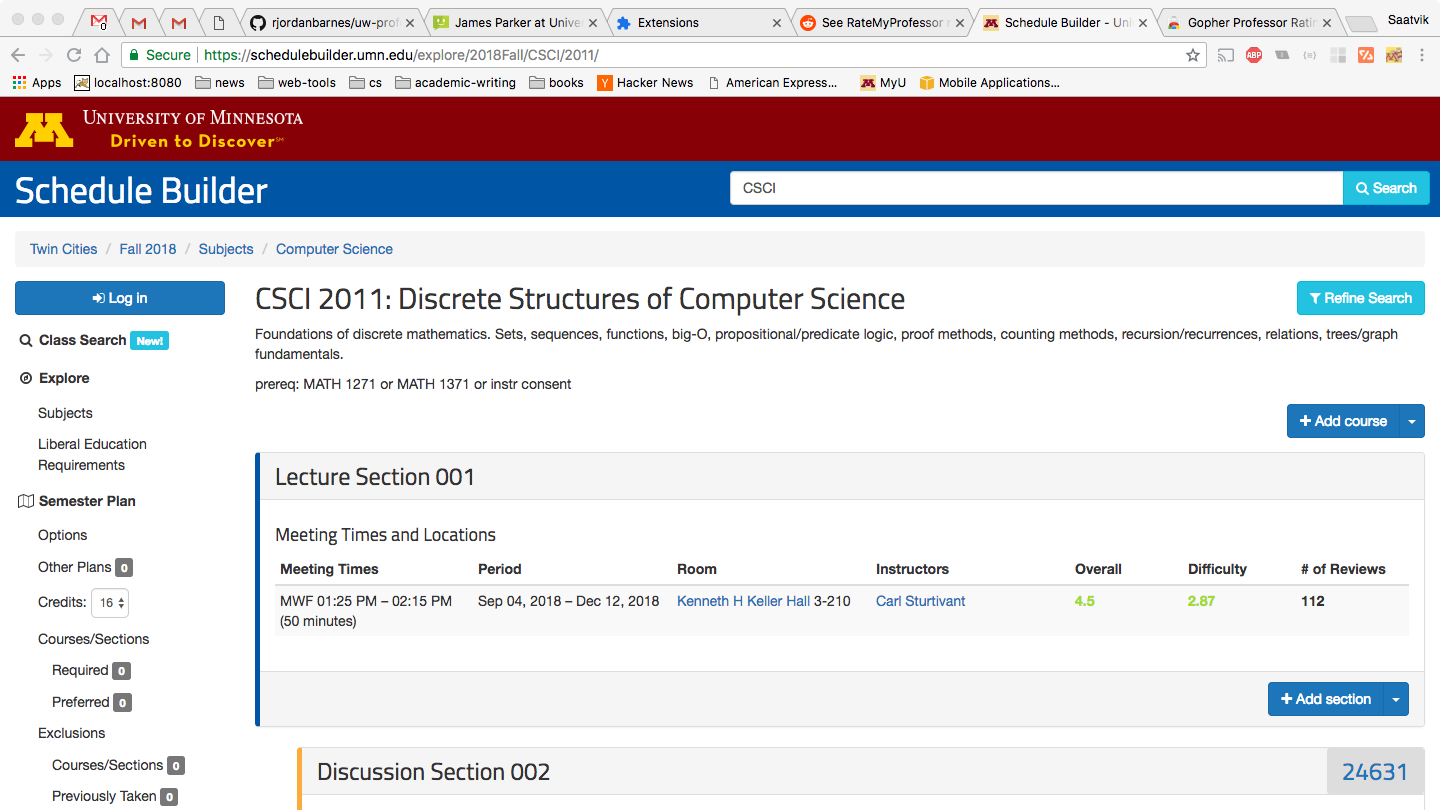 0
rjordanbarnes/uw-prof
James Parker at Unive
Extensions
See RateMyProfessor r
Schedule Builder - Uni
Gopher Professor Ratin
Saatvik
Secure
https://schedulebuilder.umn.edu/explore/2018Fall/CSCI/2011/
Apps
localhost:8080
news
web-tools
cs
academic-writing
books
Hacker News
American Express...
MyU
Mobile Applications...
UNIVERSITY OF MINNESOTA
Driven to Discover℠
Schedule Builder
CSCI
Search
Twin Cities / Fall 2018 / Subjects / Computer Science
Log in
Class Search New!
Explore
Subjects
Liberal Education
Requirements
Semester Plan
Options
Other Plans 0
Credits: 16
Courses/Sections
Required 0
Preferred 0
Exclusions
Courses/Sections 0
Previously Taken 0
CSCI 2011: Discrete Structures of Computer Science
Refine Search
Foundations of discrete mathematics. Sets, sequences, functions, big-O, propositional/predicate logic, proof methods, counting methods, recursion/recurrences, relations, trees/graph
fundamentals.
prereq: MATH 1271 or MATH 1371 or instr consent
Add course
Lecture Section 001
Meeting Times and Locations
Meeting Times Period Room Instructors Overall Difficulty # of Reviews
MWF 01:25 PM – 02:15 PM Sep 04, 2018 – Dec 12, 2018 Kenneth H Keller Hall 3-210 Carl Sturtivant 4.5 2.87 112
(50 minutes)
Add section
Discussion Section 002
24631